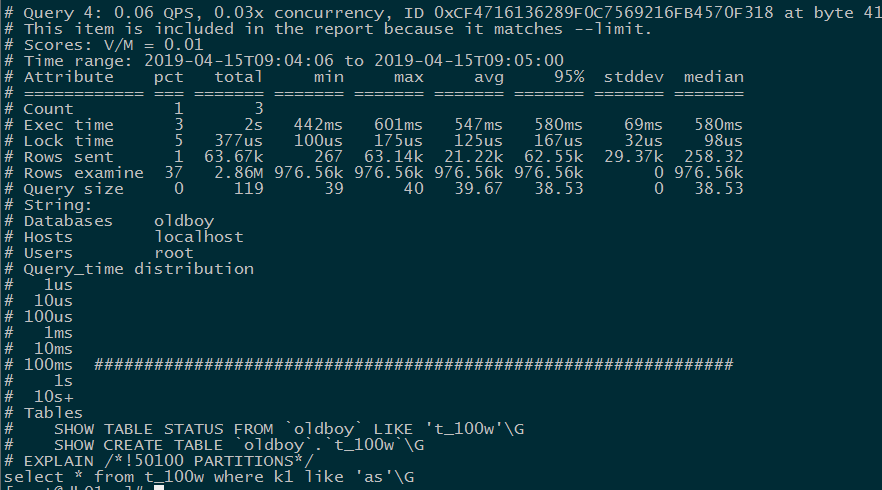 # Query 4: 0.06 QPS, 0.03x concurrency, ID 0xCF4716136289F0C7569216FB4570F318 at byte 41
# This item is included in the report because it matches --limit.
# Scores: V/M = 0.01
# Time range: 2019-04-15T09:04:06 to 2019-04-15T09:05:00
# Attribute    pct   total     min     max     avg     95%  stddev  median
# ============ === ======= ======= ======= ======= ======= ======= =======
# Count          1       3
# Exec time      3      2s   442ms   601ms   547ms   580ms    69ms   580ms
# Lock time      5   377us   100us   175us   125us   167us    32us    98us
# Rows sent      1  63.67k     267  63.14k  21.22k  62.55k  29.37k  258.32
# Rows examine  37   2.86M 976.56k 976.56k 976.56k 976.56k       0 976.56k
# Query size     0     119      39      40   39.67   38.53       0   38.53
# String:
# Databases    oldboy
# Hosts        localhost
# Users        root
# Query_time distribution
#   1us
#  10us
# 100us
#   1ms
#  10ms
# 100ms  ################################################################
#    1s
#  10s+
# Tables
#    SHOW TABLE STATUS FROM `oldboy` LIKE 't_100w'\G
#    SHOW CREATE TABLE `oldboy`.`t_100w`\G
# EXPLAIN /*!50100 PARTITIONS*/
select * from t_100w where k1 like 'as'\G